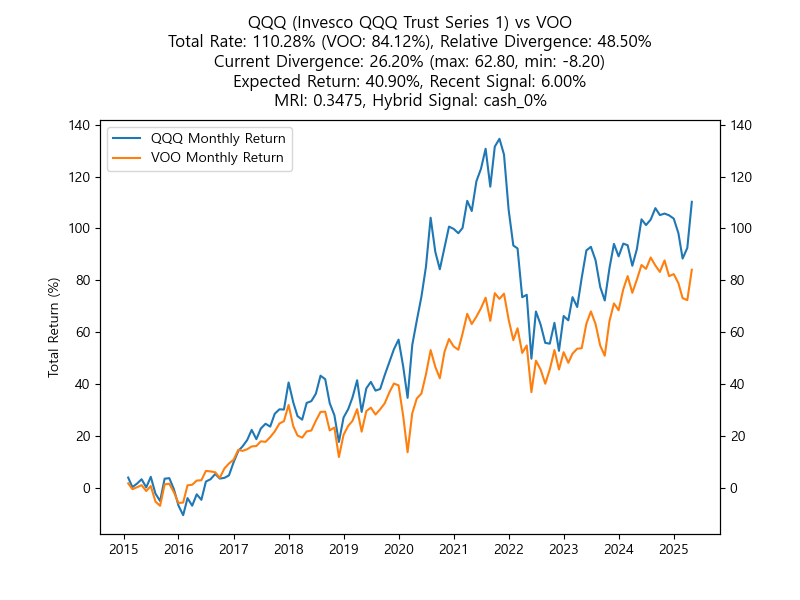 QQQ (Invesco QQQ Trust Series 1) vs VOO
Total Rate: 110.28% (VOO: 84.12%), Relative Divergence: 48.50%
Current Divergence: 26.20% (max: 62.80, min: -8.20)
Expected Return: 40.90%, Recent Signal: 6.00%
MRI: 0.3475, Hybrid Signal: cash_0%
QQQ Monthly Return
VOO Monthly Return
Total Return (%)
140
120
100
80
60
40
20
0
140
120
100
80
60
40
20
0
2015 2016 2017 2018 2019 2020 2021 2022 2023 2024 2025